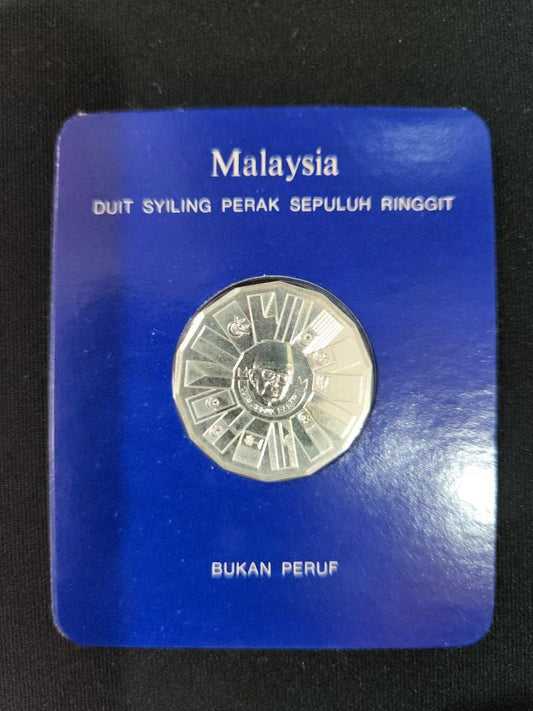 Malaysia
DUIT SYILING PERAK SEPULUH RINGGIT
BUKAN PERUF